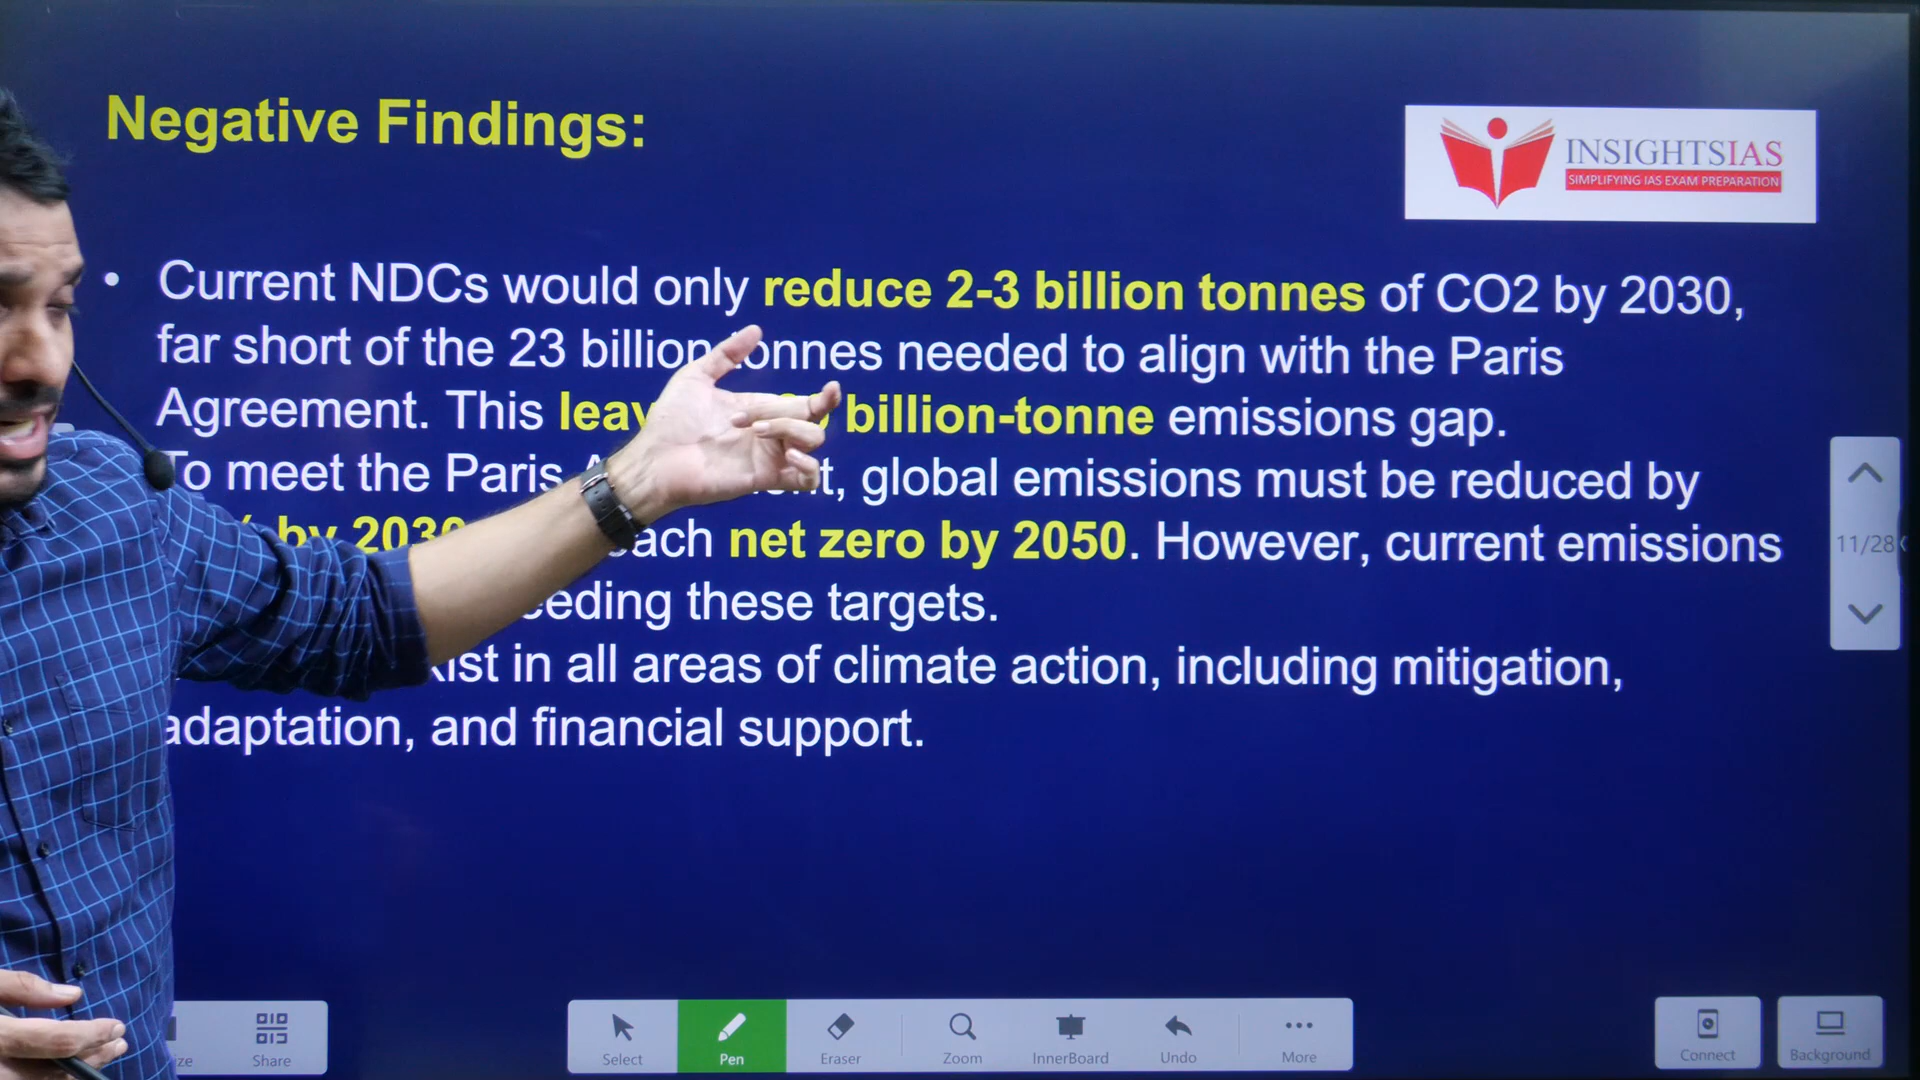 Negative Findings:
INSIGHTSIAS
SIMPLIFYING IAS EXAM PREPARATION
• Current NDCs would only reduce 2-3 billion tonnes of CO2 by 2030,
far short of the 23 billion tonnes needed to align with the Paris
Agreement. This billion-tonne emissions gap.
To meet the Paris global emissions must be reduced by
by 2030 net zero by 2050. However, current emissions
these targets.
in all areas of climate action, including mitigation,
adaptation, and financial support.
11/28
Share
Select
Pen
Eraser
Zoom
InnerBoard
Undo
More
Connect
Background